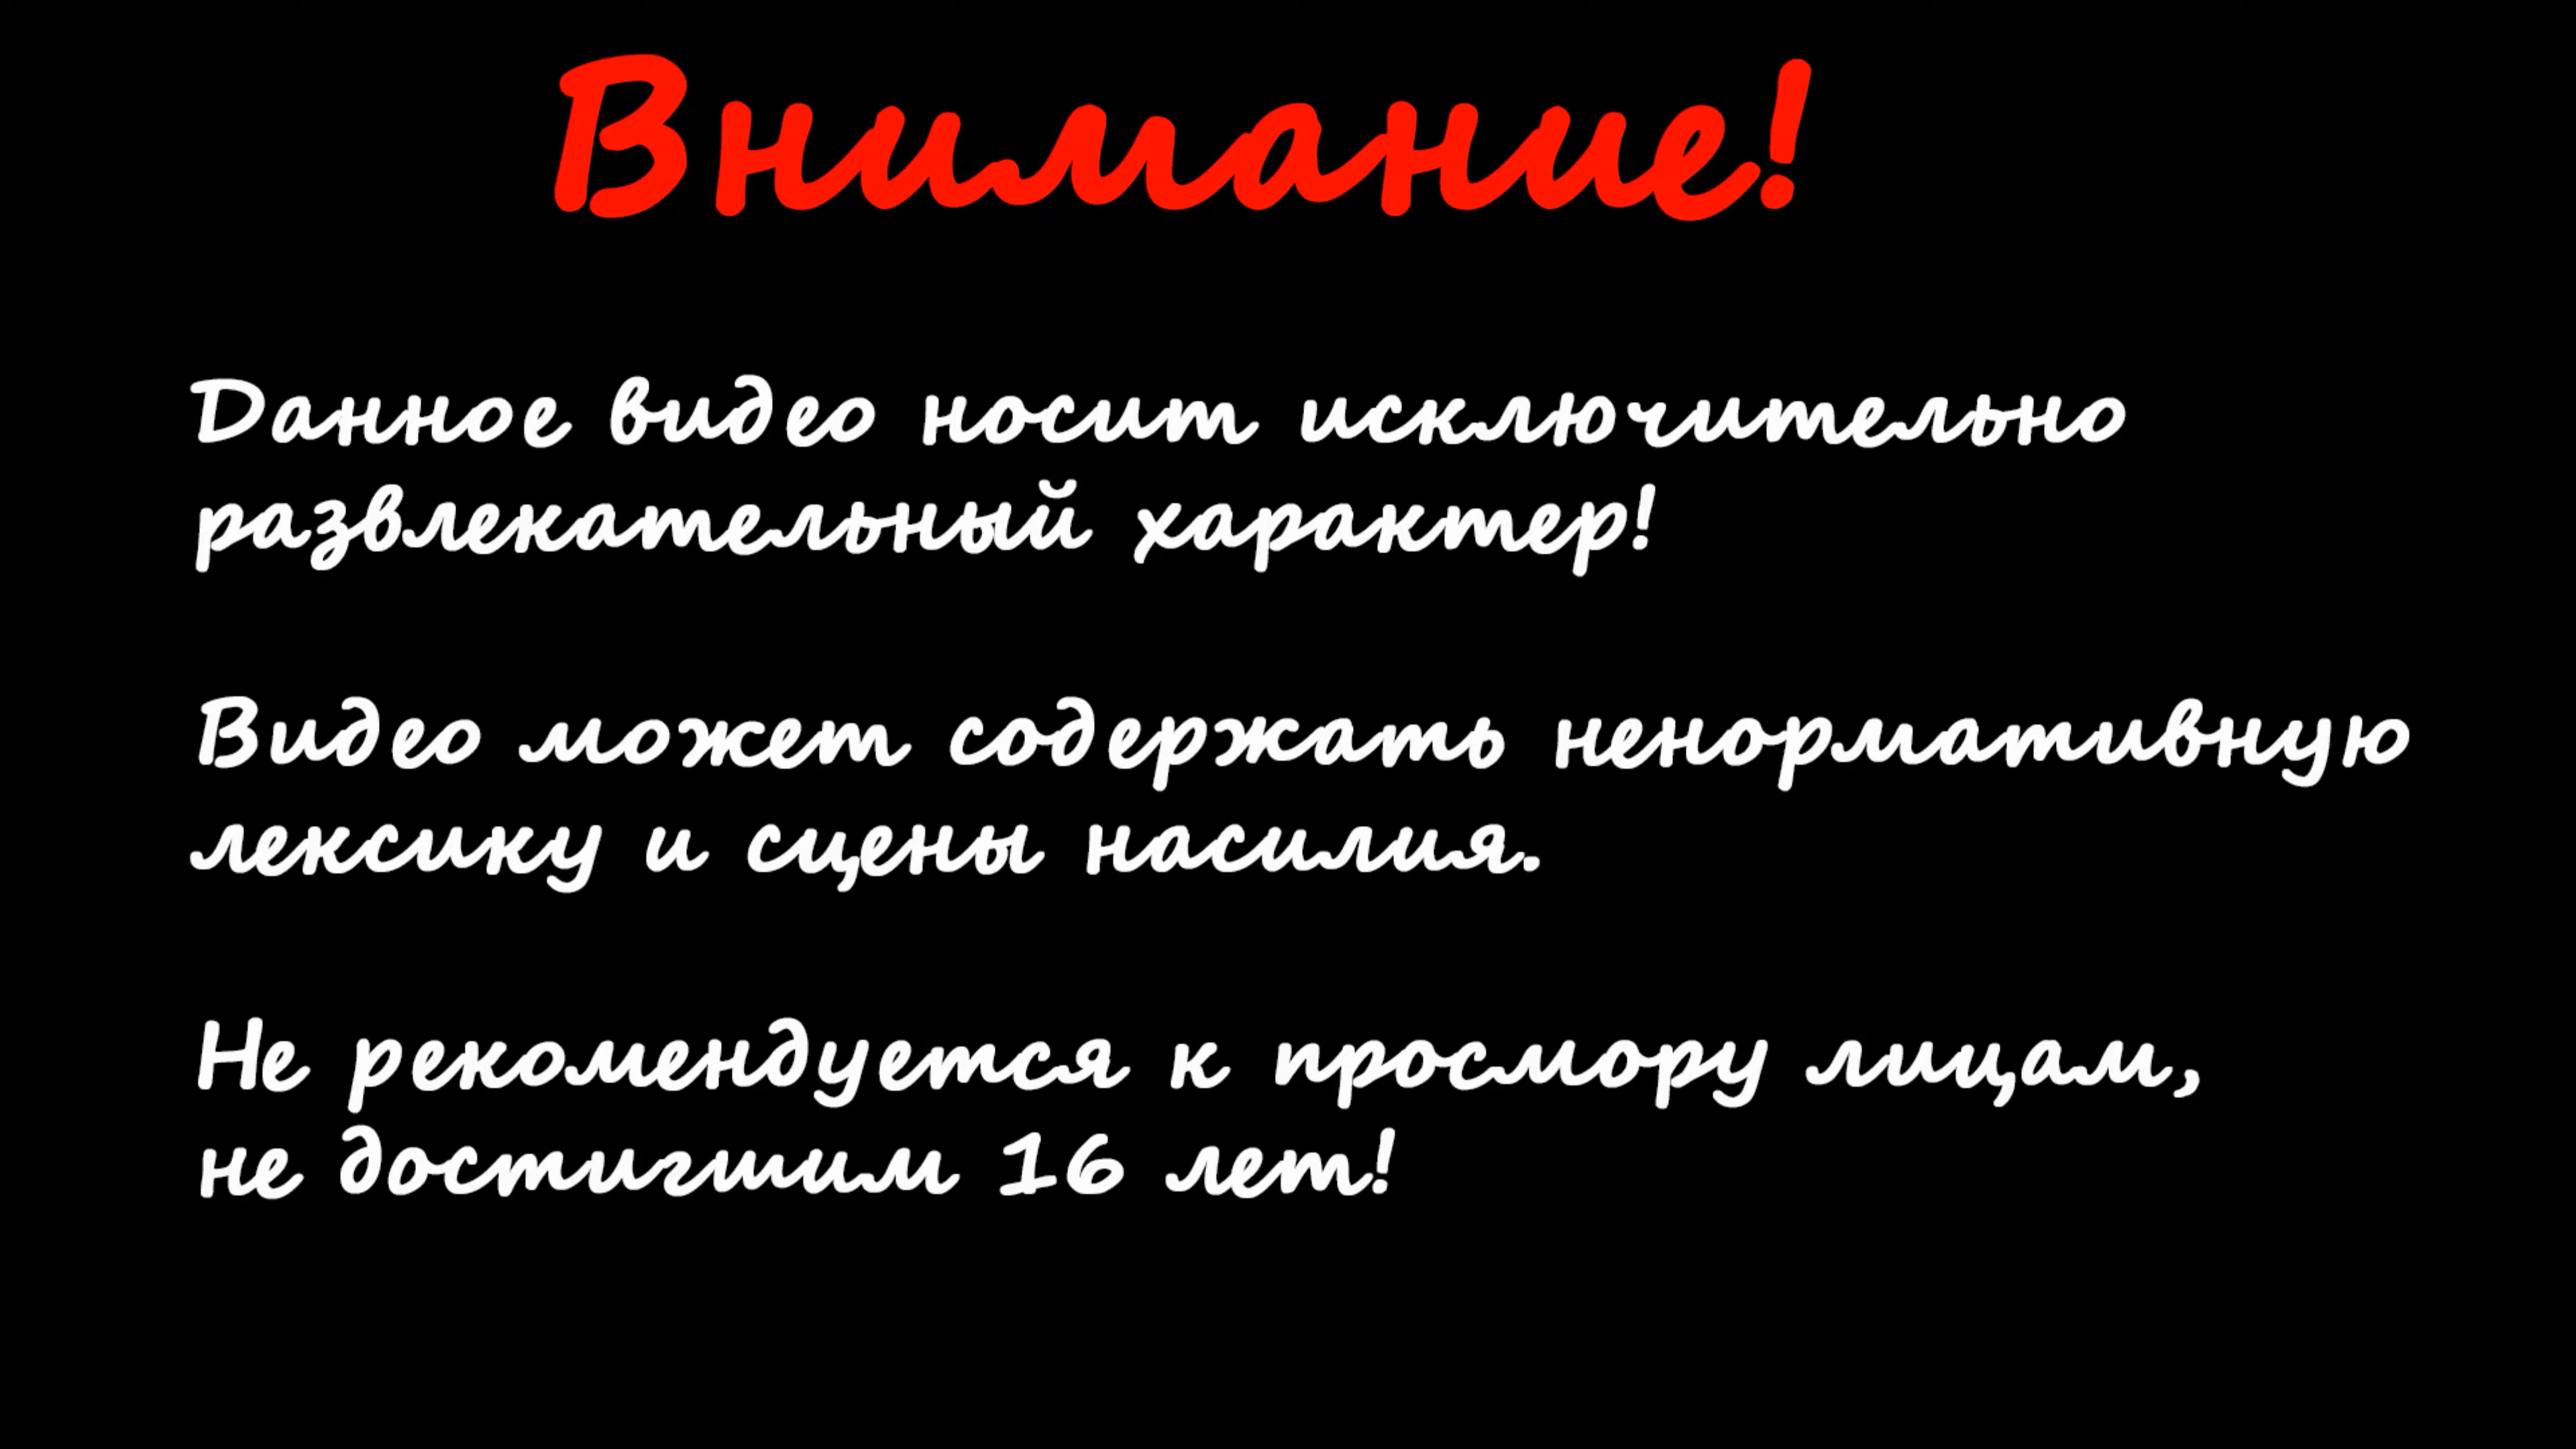 Внимание!
Данное видео носит исключительно
развлекательный характер!
Видео может содержать ненормативную
лексику и сцены насилия.
Не рекомендуется к просмору лицам,
не достигшим 16 лет!